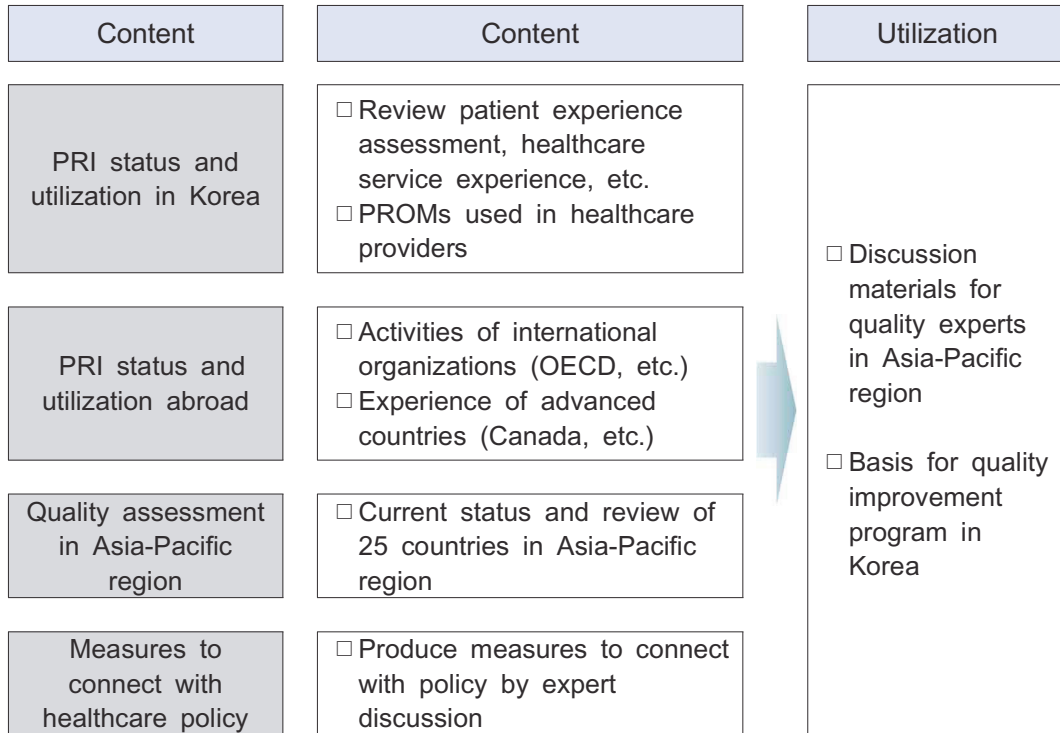 Content
Content
Utilization
PRI status and
utilization in Korea
□ Review patient experience
assessment, healthcare
service experience, etc.
□ PROMs used in healthcare
providers
PRI status and
utilization abroad
□ Activities of international
organizations (OECD, etc.)
□ Experience of advanced
countries (Canada, etc.)
Quality assessment
in Asia-Pacific
region
□ Current status and review of
25 countries in Asia-Pacific
region
Measures to
connect with
healthcare policy
□ Produce measures to connect
with policy by expert
discussion
□ Discussion
materials for
quality experts
in Asia-Pacific
region
□ Basis for quality
improvement
program in
Korea